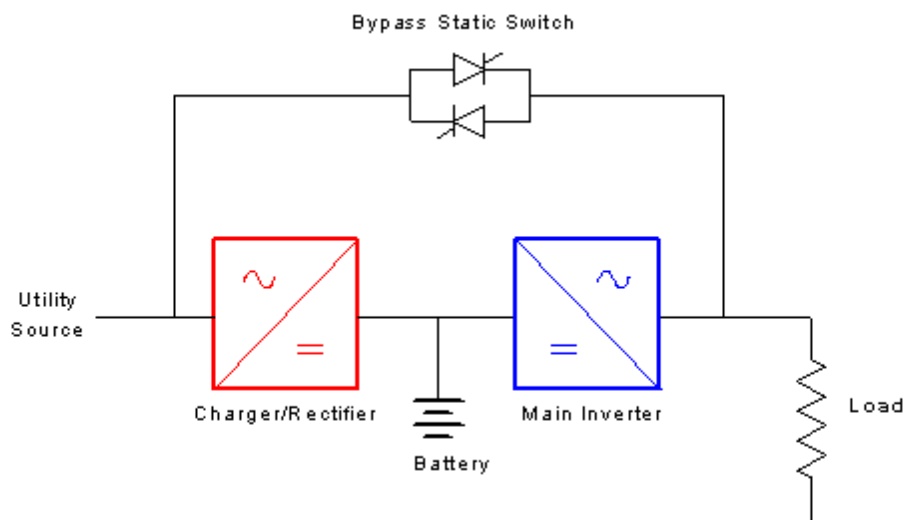 Bypass Static Switch
Utility
Source
Charger/Rectifier
Main Inverter
Battery
Load